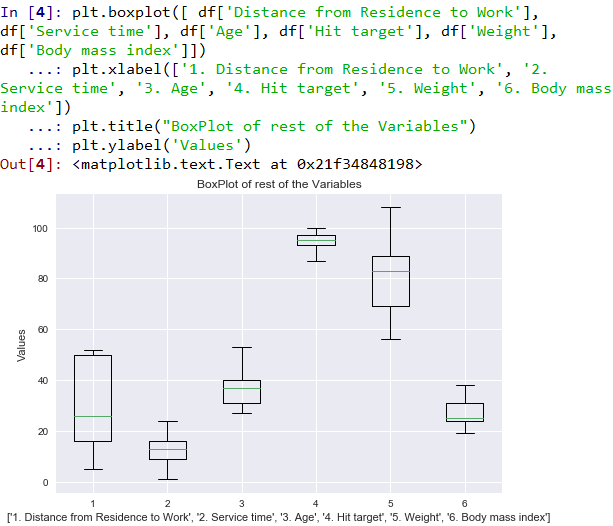 In [4]: plt.boxplot([ df['Distance from Residence to Work'],
df['Service time'], df['Age'], df['Hit target'], df['Weight'],
df['Body mass index']])
...: plt.xlabel(['1. Distance from Residence to Work', '2.
Service time', '3. Age', '4. Hit target', '5. Weight', '6. Body mass
index'])
...: plt.title("BoxPlot of rest of the Variables")
...: plt.ylabel('Values')
Out[4]: <matplotlib.text.Text at 0x21f34848198>
BoxPlot of rest of the Variables
100
80
60
40
20
0
Values
1 2 3 4 5 6
['1. Distance from Residence to Work', '2. Service time', '3. Age', '4. Hit target', '5. Weight', '6. Body mass index']